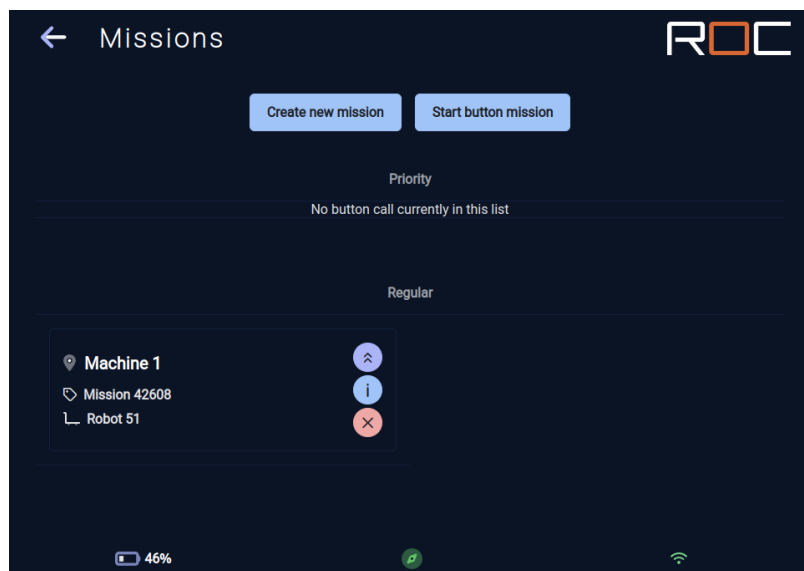 Missions
ROC
Create new mission
Start button mission
Priority
No button call currently in this list
Regular
Machine 1
Mission 42608
Robot 51
i
46%